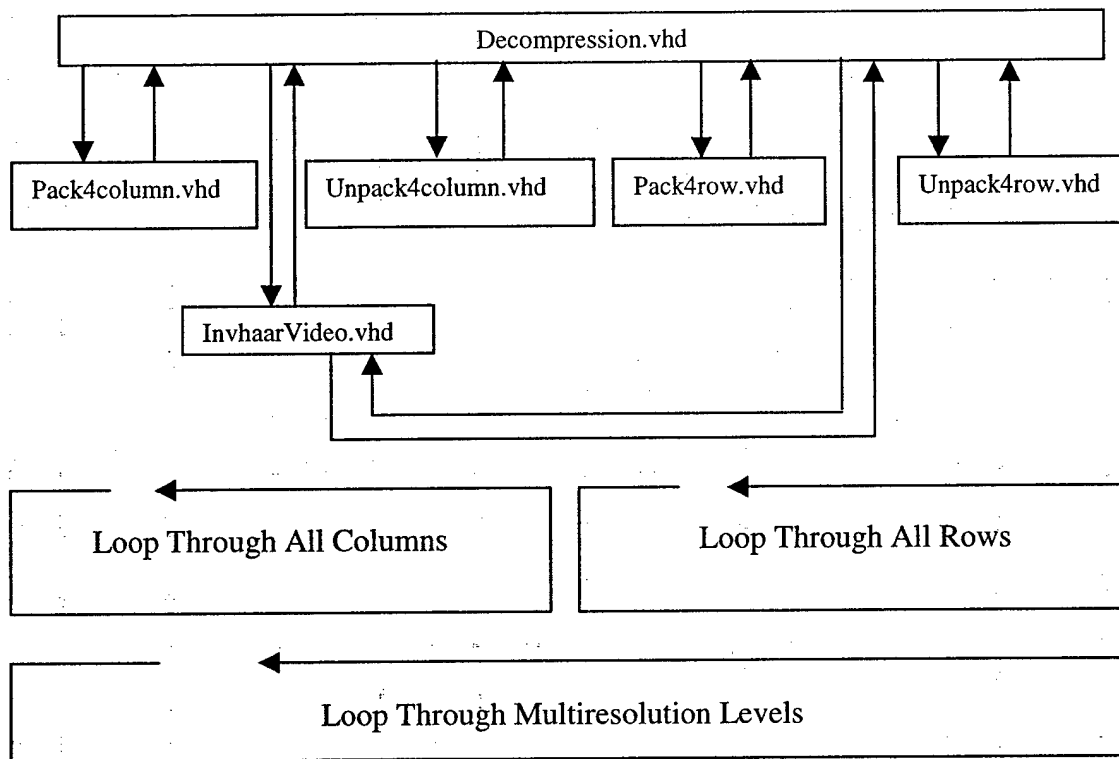 Decompression.vhd
Pack4column.vhd
Unpack4column.vhd
Pack4row.vhd
Unpack4row.vhd
InvhaarVideo.vhd
Loop Through All Columns
Loop Through All Rows
Loop Through Multiresolution Levels